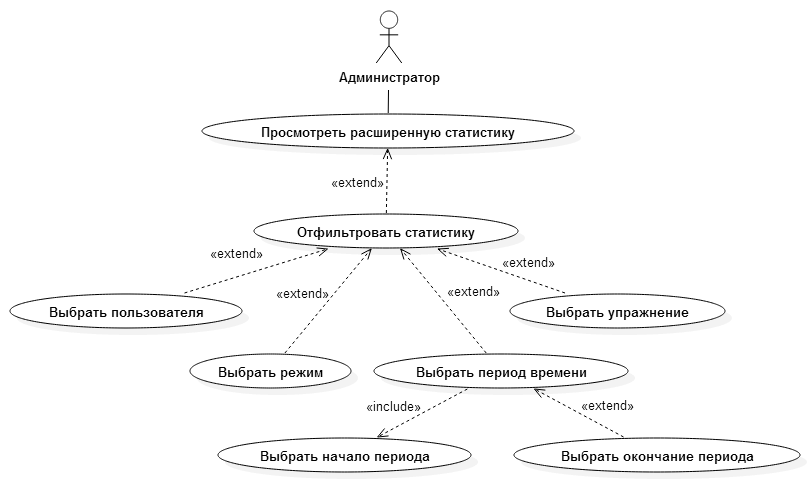 Администратор
Просмотреть расширенную статистику
«extend»
Отфильтровать статистику
«extend»
«extend»
«extend»
«extend»
Выбрать пользователя
Выбрать упражнение
Выбрать режим
Выбрать период времени
«include»
«extend»
Выбрать начало периода
Выбрать окончание периода